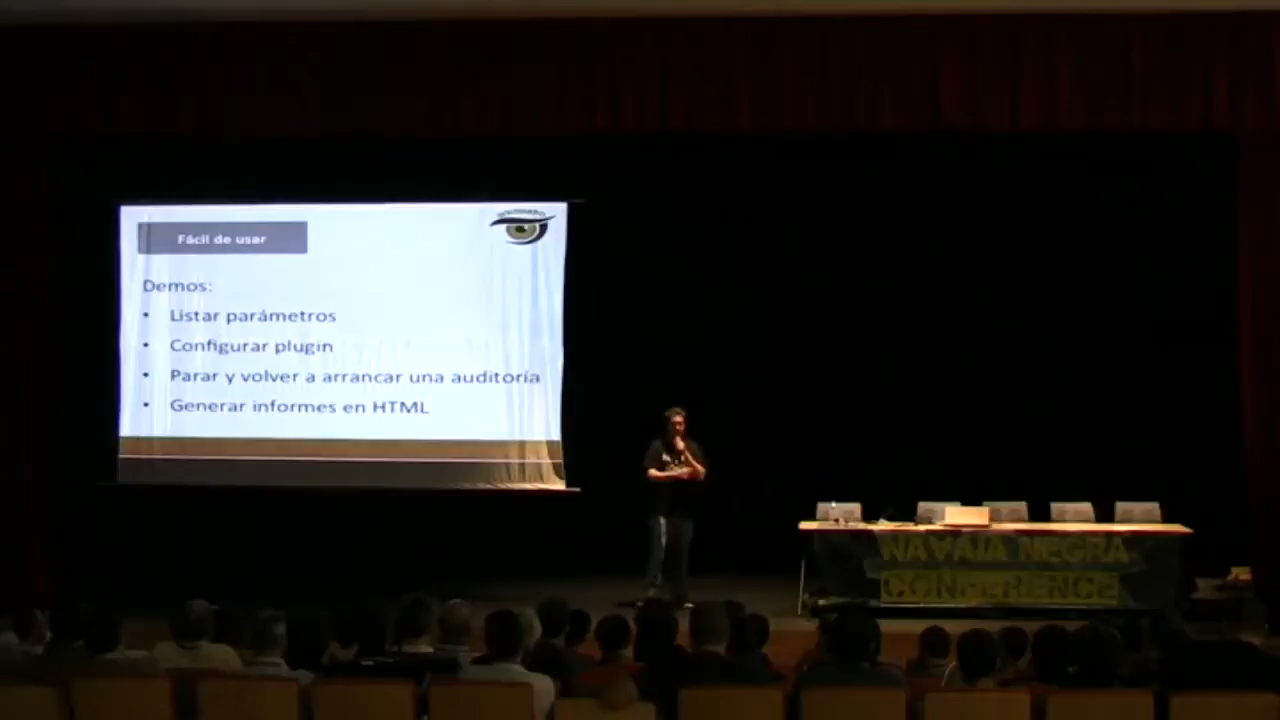 Fácil de usar
Demos:
• Listar parámetros
• Configurar plugin
• Parar y volver a arrancar una auditoría
• Generar informes en HTML
NAVAJA NEGRA
CONFERENCE